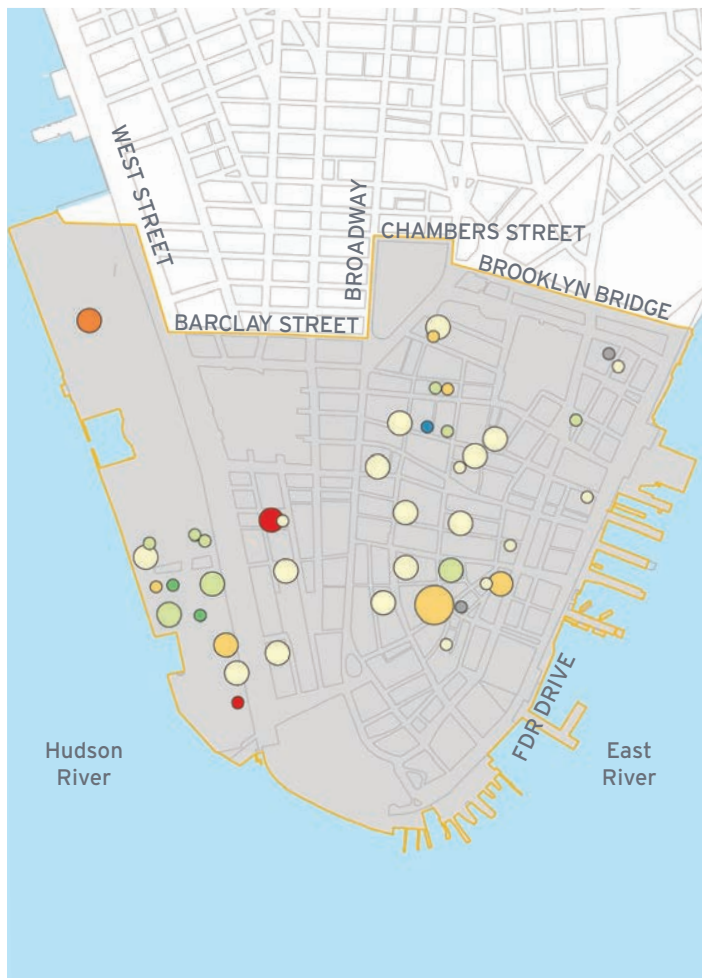 WEST STREET
BROADWAY
CHAMBERS STREET
BROOKLYN BRIDGE
BARCLAY STREET
FDR DRIVE
Hudson
River
East
River